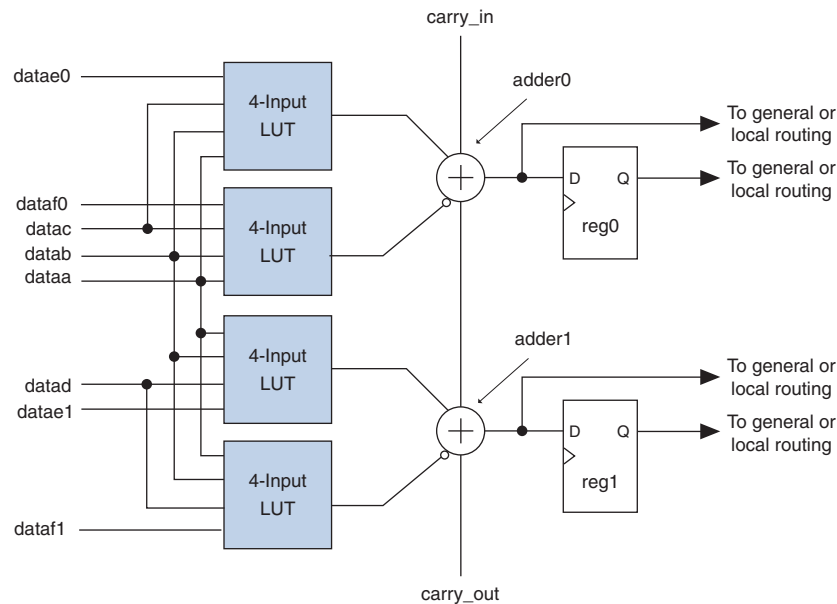 carry_in
datae0
4-Input
LUT
adder0
To general or
local routing
To general or
local routing
D Q
reg0
dataf0
datac
datab
dataa
4-Input
LUT
4-Input
LUT
adder1
To general or
local routing
datad
datae1
To general or
local routing
D Q
reg1
4-Input
LUT
dataf1
carry_out